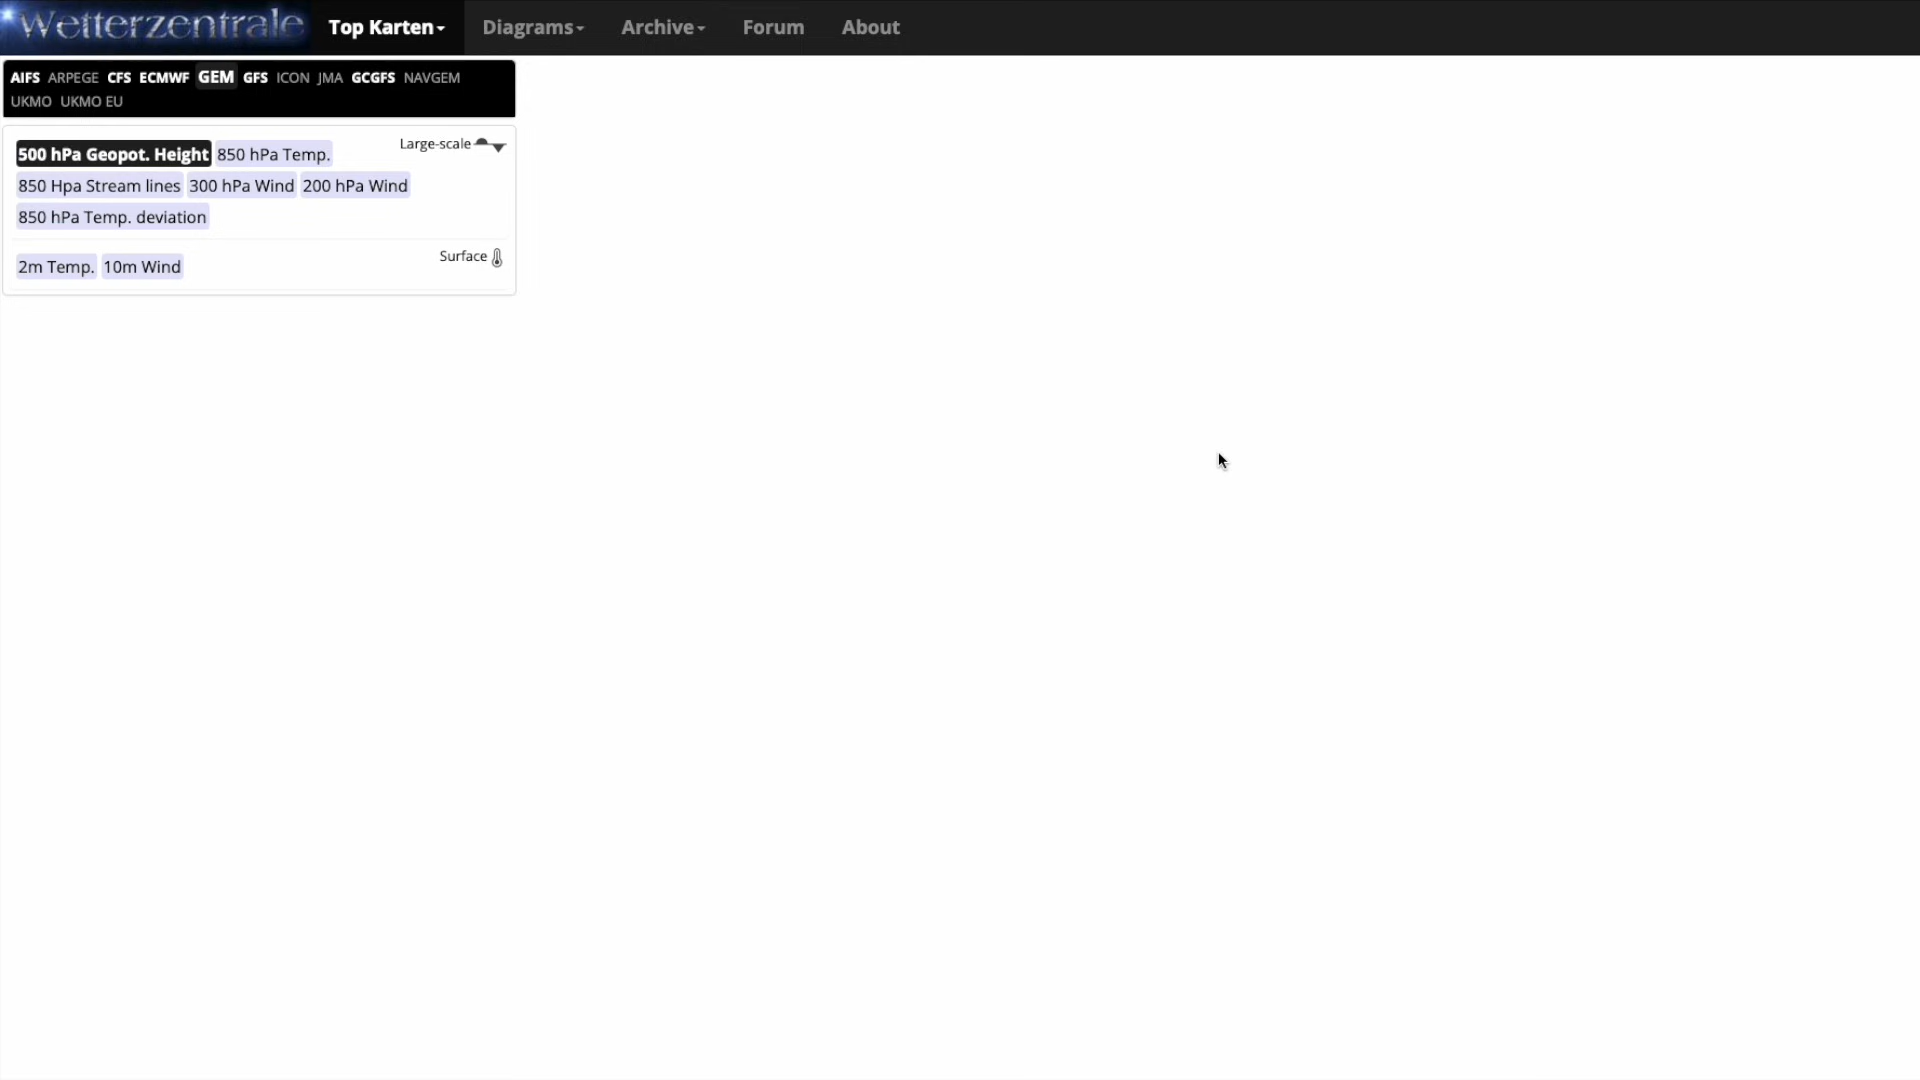 Wetterzentrale Top Karten Diagrams Archive Forum About
AIFS ARPEGE CFS ECMWF GEM GFS ICON JMA GCGFS NAVGEM
UKMO UKMO EU
Large-scale
500 hPa Geopot. Height 850 hPa Temp.
850 Hpa Stream lines 300 hPa Wind 200 hPa Wind
850 hPa Temp. deviation
Surface
2m Temp. 10m Wind